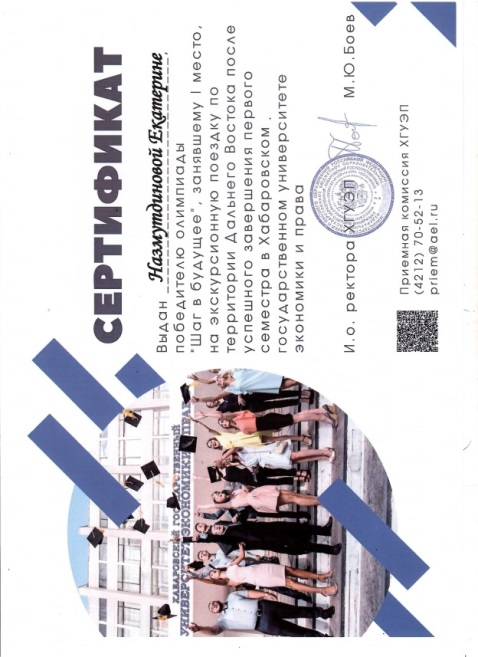 СЕРТИФИКАТ
Выдан Назмутдиновой Екатерине,
победителю олимпиады
"Шаг в будущее", занявшему I место,
на экскурсионную поездку по
территории Дальнего Востока после
успешного завершения первого
семестра в Хабаровском .
государственном университете
экономики и права
И.о. ректора ХГУЭП М.Ю.Боев
Приемная комиссия ХГУЭП
(4212) 70-52-13
priem@ael.ru
ХАБАРОВСКИЙ ГОСУДАРСТВЕННЫЙ
УНИВЕРСИТЕТ ЭКОНОМИКИ И ПРАВА